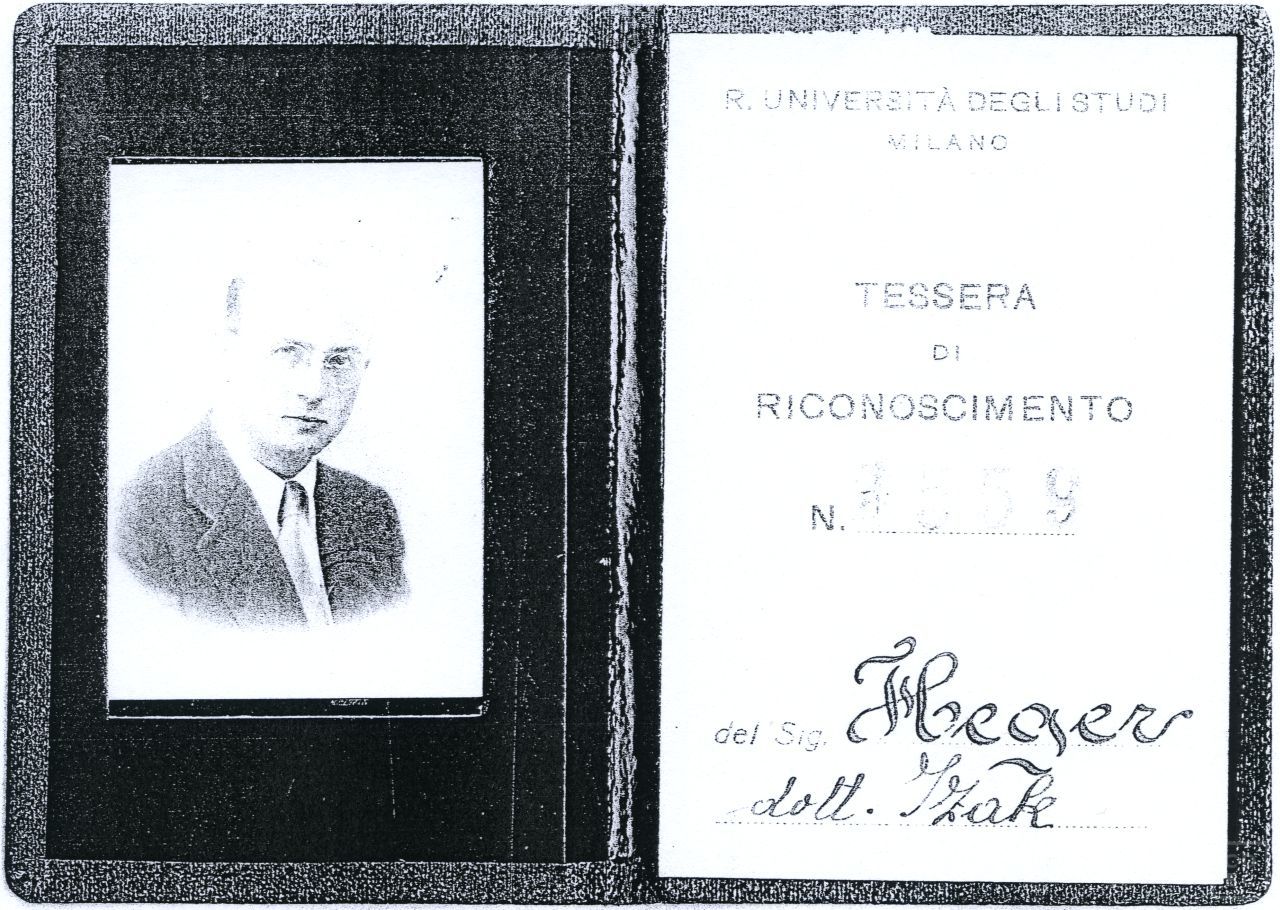 R. UNIVERSITÀ DEGLI STUDI
MILANO
TESSERA
DI
RICONOSCIMENTO
N.
del Sig. Heger
dott. Izak